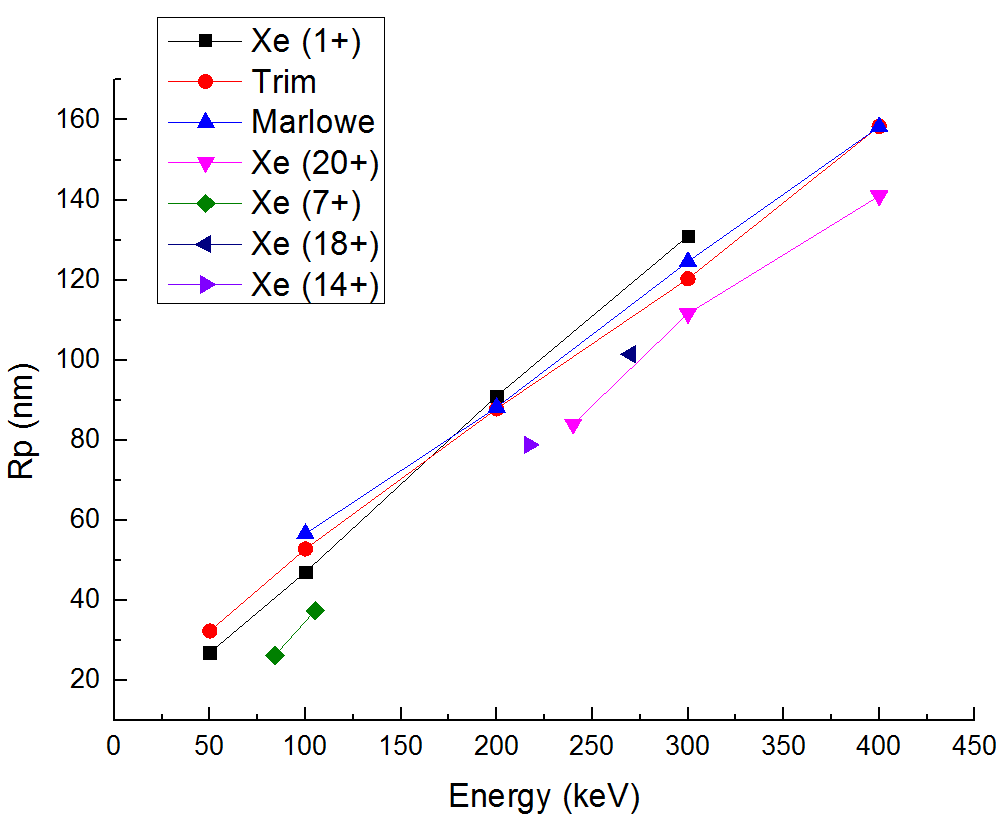 Xe (1+)
Trim
Marlowe
Xe (20+)
Xe (7+)
Xe (18+)
Xe (14+)
160
140
120
100
80
60
40
20
Rp (nm)
0 50 100 150 200 250 300 350 400 450
Energy (keV)